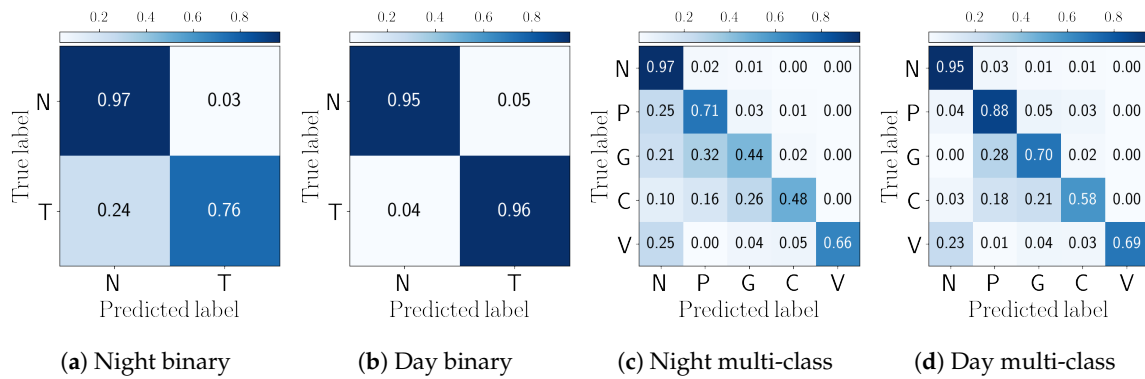 0.2 0.4 0.6 0.8
True label
N 0.97 0.03
T 0.24 0.76
N T
Predicted label
(a) Night binary
0.2 0.4 0.6 0.8
True label
N 0.95 0.05
T 0.04 0.96
N T
Predicted label
(b) Day binary
0.2 0.4 0.6 0.8
True label
N 0.97 0.02 0.01 0.00 0.00
P 0.25 0.71 0.03 0.01 0.00
G 0.21 0.32 0.44 0.02 0.00
C 0.10 0.16 0.26 0.48 0.00
V 0.25 0.00 0.04 0.05 0.66
N P G C V
Predicted label
(c) Night multi-class
0.2 0.4 0.6 0.8
True label
N 0.95 0.03 0.01 0.01 0.00
P 0.04 0.88 0.05 0.03 0.00
G 0.00 0.28 0.70 0.02 0.00
C 0.03 0.18 0.21 0.58 0.00
V 0.23 0.01 0.04 0.03 0.69
N P G C V
Predicted label
(d) Day multi-class